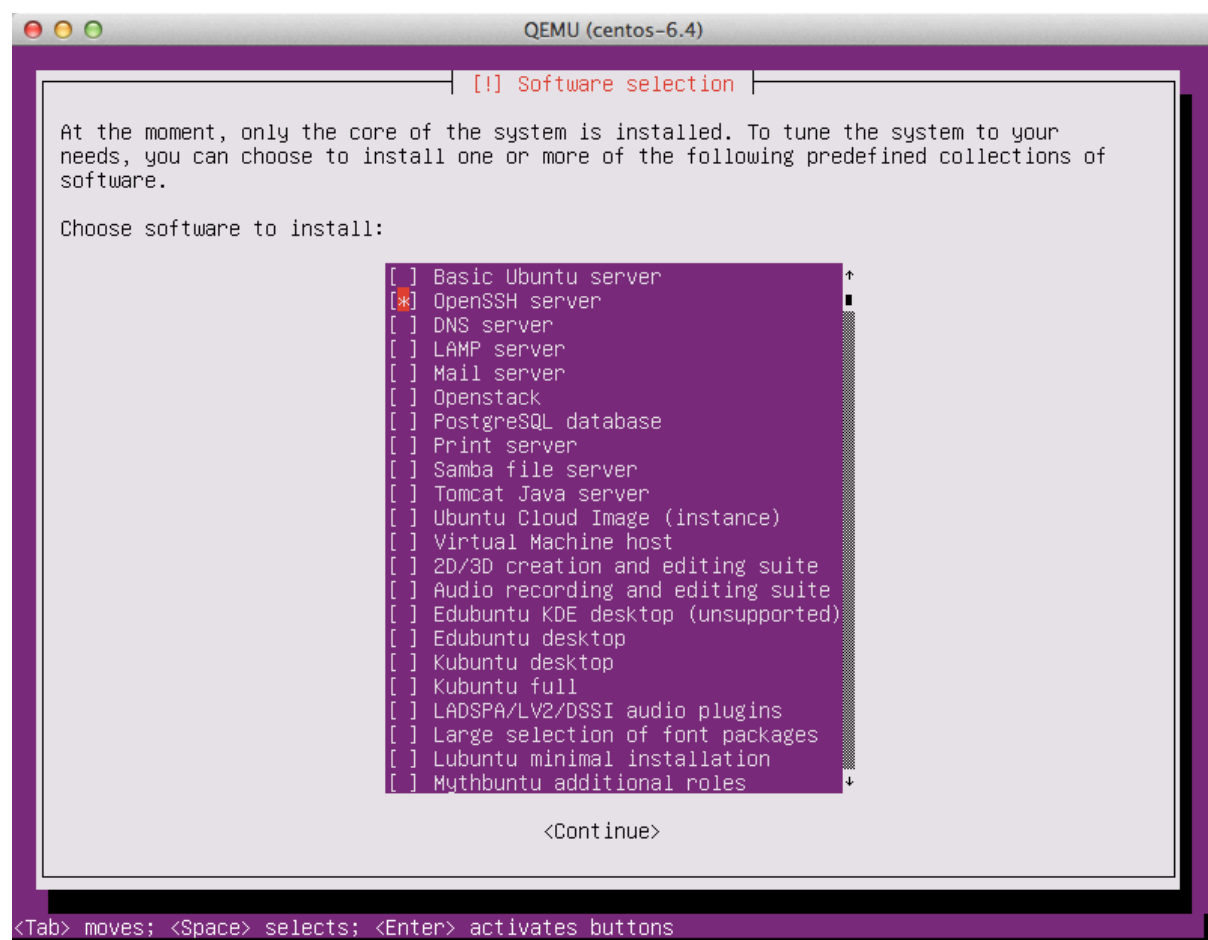 QEMU (centos-6.4)
[!] Software selection
At the moment, only the core of the system is installed. To tune the system to your
needs, you can choose to install one or more of the following predefined collections of
software.
Choose software to install:
[ ] Basic Ubuntu server
[*] OpenSSH server
[ ] DNS server
[ ] LAMP server
[ ] Mail server
[ ] Openstack
[ ] PostgreSQL database
[ ] Print server
[ ] Samba file server
[ ] Tomcat Java server
[ ] Ubuntu Cloud Image (instance)
[ ] Virtual Machine host
[ ] 2D/3D creation and editing suite
[ ] Audio recording and editing suite
[ ] Edubuntu KDE desktop (unsupported)
[ ] Edubuntu desktop
[ ] Kubuntu desktop
[ ] Kubuntu full
[ ] LADSPA/LV2/DSSI audio plugins
[ ] Large selection of font packages
[ ] Lubuntu minimal installation
[ ] Mythbuntu additional roles
<Continue>
<Tab> moves; <Space> selects; <Enter> activates buttons